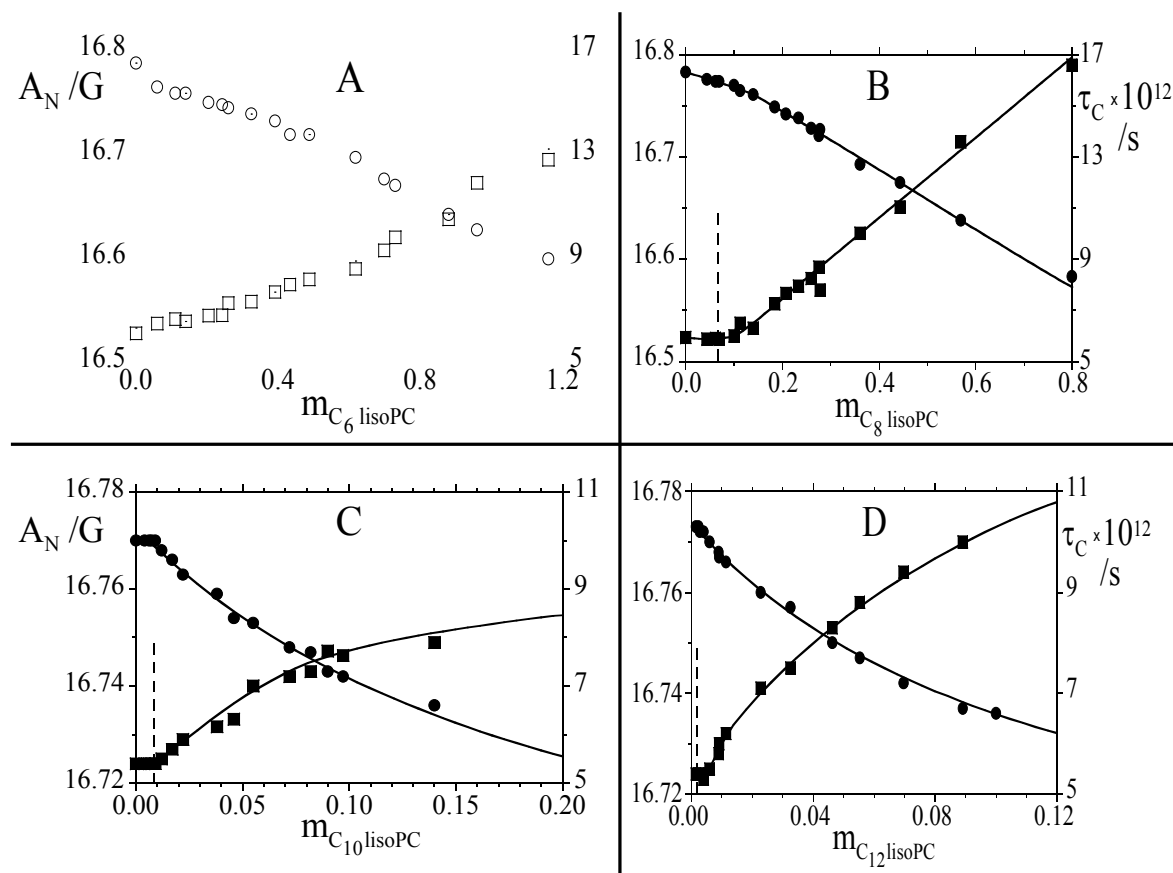 A
A_N /G
16.8
16.7
16.6
16.5
17
13
9
5
0.0 0.4 0.8 1.2
m_C6 lisoPC
B
16.8
16.7
16.6
16.5
17
13
9
5
τ_C × 10^12
/s
0.0 0.2 0.4 0.6 0.8
m_C8 lisoPC
C
A_N /G
16.78
16.76
16.74
16.72
11
9
7
5
0.00 0.05 0.10 0.15 0.20
m_C10 lisoPC
D
16.78
16.76
16.74
16.72
11
9
7
5
τ_C × 10^12
/s
0.00 0.04 0.08 0.12
m_C12 lisoPC